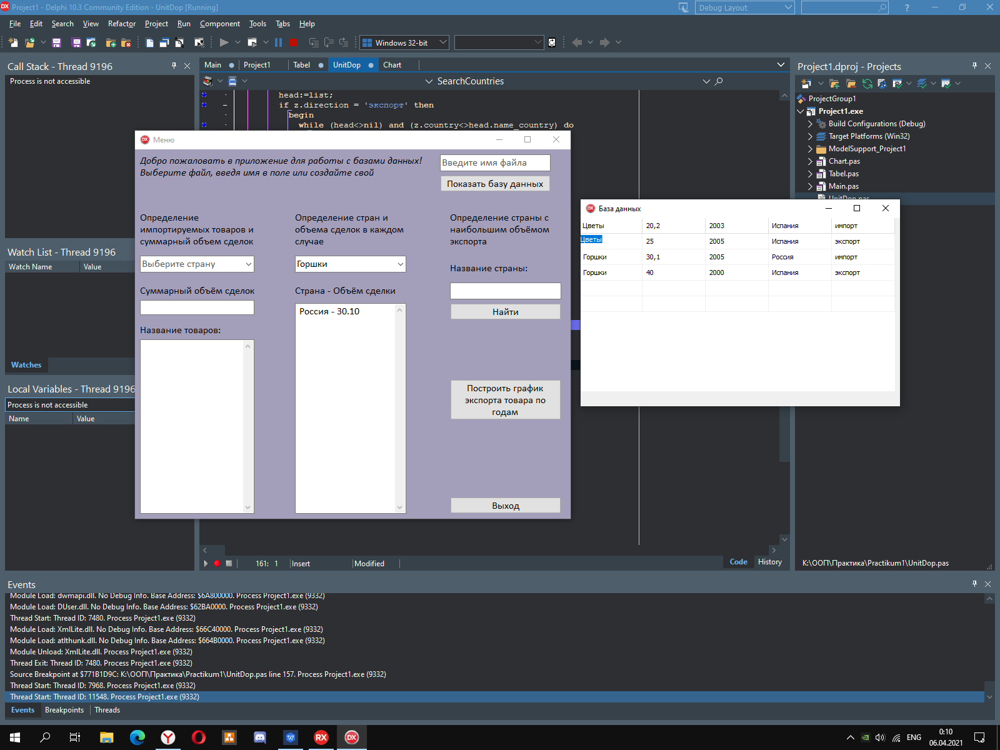 Project1 - Delphi 10.3 Community Edition - UnitDop [Running]
Debug Layout
File Edit Search View Refactor Project Run Component Tools Tabs Help
Windows 32-bit
Call Stack - Thread 9196
Process is not accessible
Main Project1 Tabel UnitDop Chart
SearchCountries
head:=list;
if z.direction = 'экспорт' then
begin
while (head<>nil) and (z.country<>head.name_country) do
Project1.dproj - Projects
ProjectGroup1
Project1.exe
Build Configurations (Debug)
Target Platforms (Win32)
ModelSupport_Project1
Chart.pas
Tabel.pas
Main.pas
UnitDop.pas
Меню
Добро пожаловать в приложение для работы с базами данных!
Выберите файл, введя имя в поле или создайте свой
Введите имя файла
Показать базу данных
Определение
импортируемых товаров и
суммарный объем сделок
Выберите страну
Суммарный объём сделок
Название товаров:
Определение стран и
объема сделок в каждом
случае
Горшки
Страна - Объём сделки
Россия - 30.10
Определение страны с
наибольшим объёмом
экспорта
Название страны:
Найти
Построить график
экспорта товара по
годам
Выход
База данных
Цветы 20,2 2003 Испания импорт
Цветы 25 2005 Испания экспорт
Горшки 30,1 2005 Россия импорт
Горшки 40 2000 Испания экспорт
Watch List - Thread 9196
Watch Name Value
Watches
Local Variables - Thread 9196
Process is not accessible
Name Value
161: 1 Insert Modified
Code History
K:\ООП\Практика\Practikum1\UnitDop.pas
Events
Module Load: dwmapi.dll. No Debug Info. Base Address: $6A800000. Process Project1.exe (9332)
Module Load: DUser.dll. No Debug Info. Base Address: $62BA0000. Process Project1.exe (9332)
Thread Start: Thread ID: 7480. Process Project1.exe (9332)
Module Load: XmlLite.dll. No Debug Info. Base Address: $66C40000. Process Project1.exe (9332)
Module Load: atlthunk.dll. No Debug Info. Base Address: $664B0000. Process Project1.exe (9332)
Module Unload: XmlLite.dll. Process Project1.exe (9332)
Thread Exit: Thread ID: 7480. Process Project1.exe (9332)
Source Breakpoint at $771B1D9C: K:\ООП\Практика\Practikum1\UnitDop.pas line 157. Process Project1.exe (9332)
Thread Start: Thread ID: 7968. Process Project1.exe (9332)
Thread Start: Thread ID: 11548. Process Project1.exe (9332)
Events Breakpoints Threads
ENG
0:10
06.04.2021